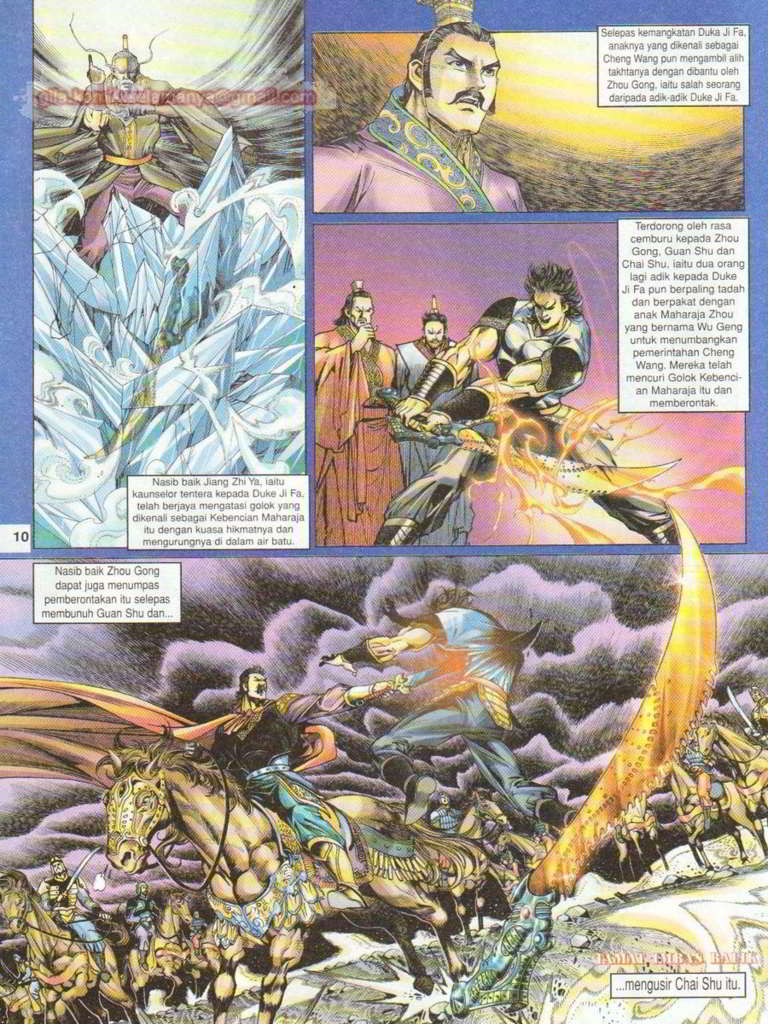 gila.komik.zamanya@gmail.com
Nasib baik Jiang Zhi Ya, iaitu
kaunselor tentera kepada Duke Ji Fa,
telah berjaya mengatasi golok yang
dikenali sebagai Kebencian Maharaja
itu dengan kuasa hikmatnya dan
mengurungnya di dalam air batu.
Selepas kemangkatan Duka Ji Fa,
anaknya yang dikenali sebagai
Cheng Wang pun mengambil alih
takhtanya dengan dibantu oleh
Zhou Gong, iaitu salah seorang
daripada adik-adik Duke Ji Fa.
Terdorong oleh rasa
cemburu kepada Zhou
Gong, Guan Shu dan
Chai Shu, iaitu dua orang
lagi adik kepada Duke
Ji Fa pun berpaling tadah
dan berpakat dengan
anak Maharaja Zhou
yang bernama Wu Geng
untuk menumbangkan
pemerintahan Cheng
Wang. Mereka telah
mencuri Golok Kebenci-
an Maharaja itu dan
memberontak.
10
Nasib baik Zhou Gong
dapat juga menumpas
pemberontakan itu selepas
membunuh Guan Shu dan...
...mengusir Chai Shu itu.